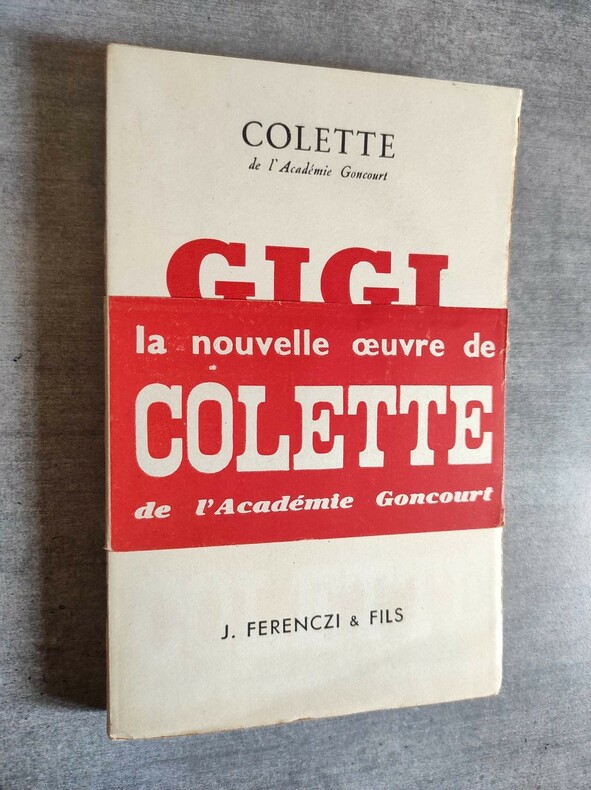 COLETTE
de l'Académie Goncourt
GIGI
la nouvelle œuvre de
COLETTE
de l'Académie Goncourt
J. FERENCZI & FILS